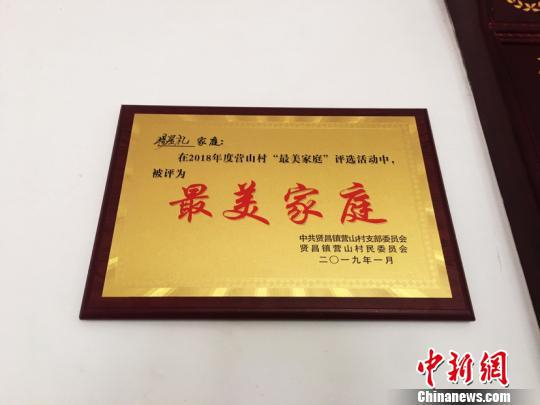 家庭：
在2018年度营山村“最美家庭”评选活动中，
被评为
最美家庭
中共贤昌镇营山村支部委员会
贤昌镇营山村民委员会
二〇一九年一月
中新网
Chinanews.com